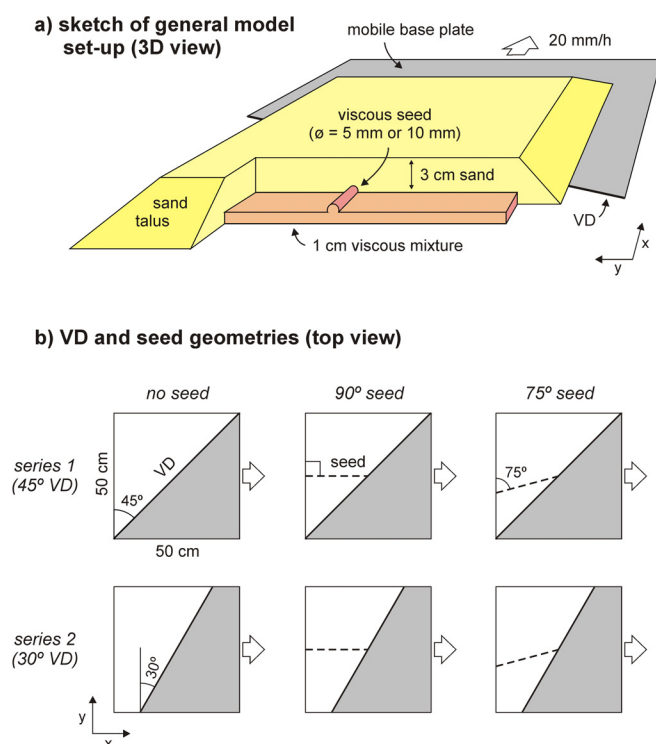 a) sketch of general model
set-up (3D view)
mobile base plate
20 mm/h
viscous seed
(ø = 5 mm or 10 mm)
3 cm sand
sand
talus
VD
1 cm viscous mixture
x
y
b) VD and seed geometries (top view)
no seed
90º seed
75º seed
series 1
(45º VD)
50 cm
VD
45º
50 cm
seed
75º
series 2
(30º VD)
30º
y
x